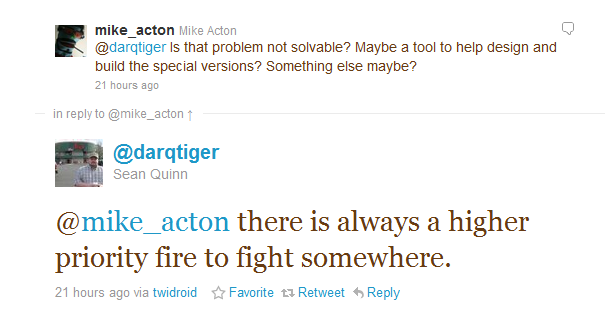 mike_acton Mike Acton
@darqtiger Is that problem not solvable? Maybe a tool to help design and
build the special versions? Something else maybe?
21 hours ago
in reply to @mike_acton ↑
@darqtiger
Sean Quinn
@mike_acton there is always a higher
priority fire to fight somewhere.
21 hours ago via twidroid Favorite Retweet Reply